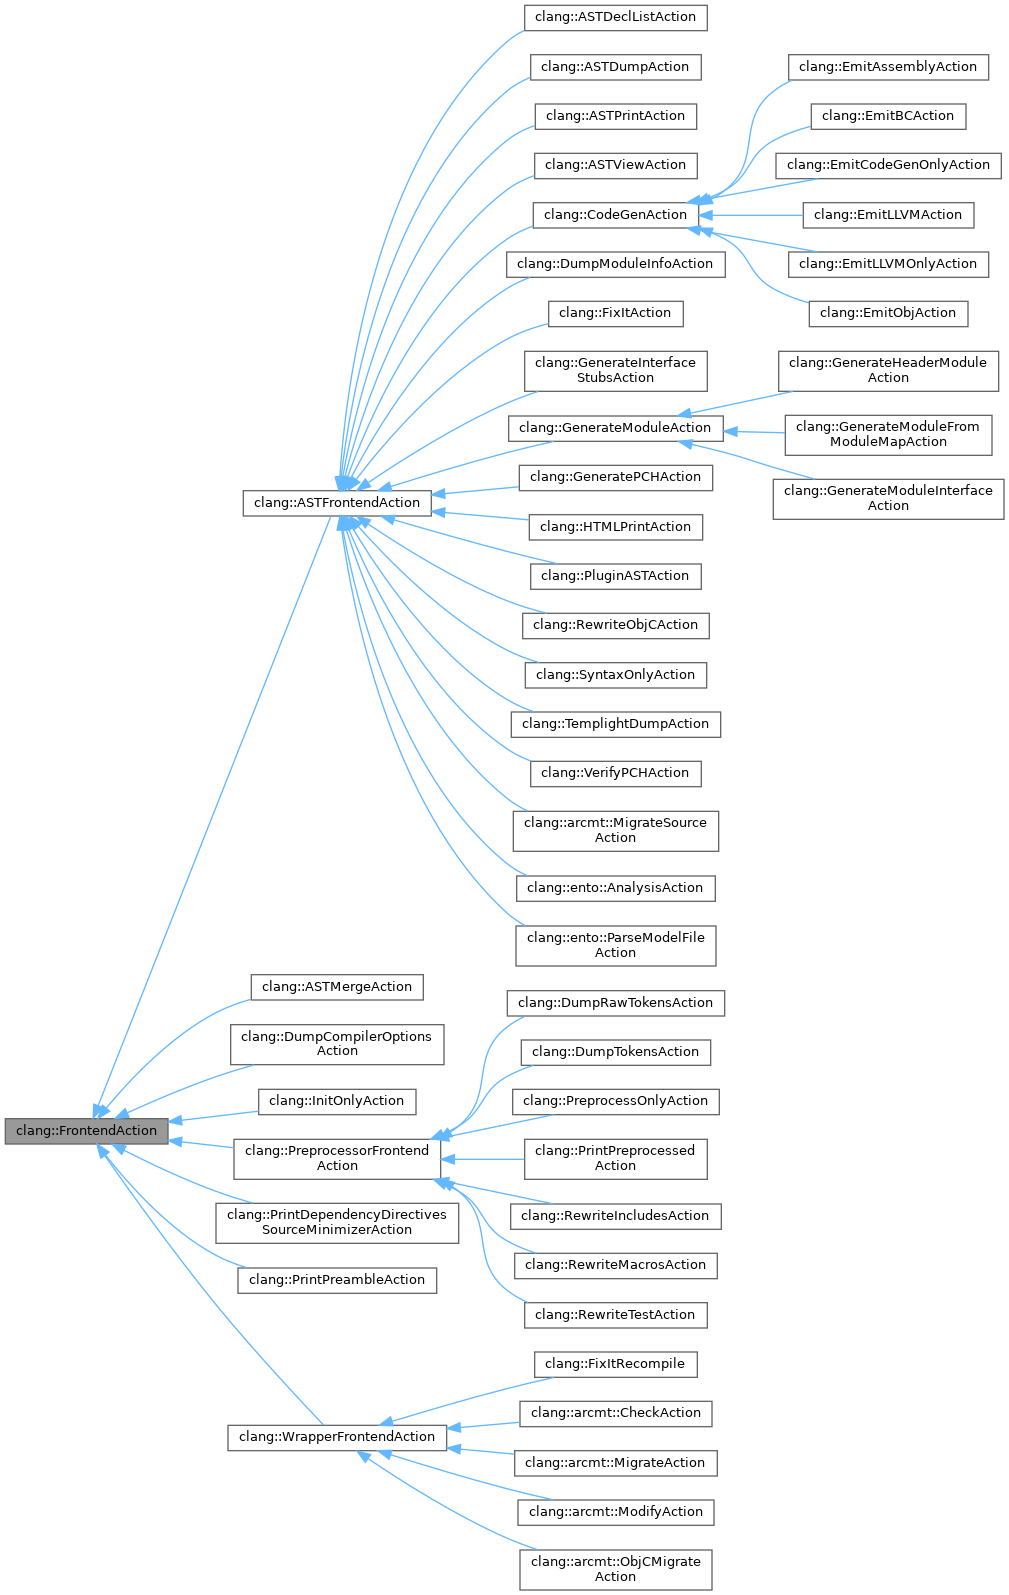 clang::ASTDeclListAction
clang::ASTDumpAction
clang::EmitAssemblyAction
clang::ASTPrintAction
clang::EmitBCAction
clang::ASTViewAction
clang::EmitCodeGenOnlyAction
clang::CodeGenAction
clang::EmitLLVMAction
clang::DumpModuleInfoAction
clang::EmitLLVMOnlyAction
clang::FixItAction
clang::EmitObjAction
clang::GenerateInterface
StubsAction
clang::GenerateHeaderModule
Action
clang::GenerateModuleAction
clang::GenerateModuleFrom
ModuleMapAction
clang::GeneratePCHAction
clang::GenerateModuleInterface
Action
clang::ASTFrontendAction
clang::HTMLPrintAction
clang::PluginASTAction
clang::RewriteObjCAction
clang::SyntaxOnlyAction
clang::TemplightDumpAction
clang::VerifyPCHAction
clang::arcmt::MigrateSource
Action
clang::ento::AnalysisAction
clang::ento::ParseModelFile
Action
clang::ASTMergeAction
clang::DumpRawTokensAction
clang::DumpCompilerOptions
Action
clang::DumpTokensAction
clang::InitOnlyAction
clang::PreprocessOnlyAction
clang::FrontendAction
clang::PreprocessorFrontend
Action
clang::PrintPreprocessed
Action
clang::PrintDependencyDirectives
SourceMinimizerAction
clang::RewriteIncludesAction
clang::RewriteMacrosAction
clang::PrintPreambleAction
clang::RewriteTestAction
clang::FixItRecompile
clang::arcmt::CheckAction
clang::WrapperFrontendAction
clang::arcmt::MigrateAction
clang::arcmt::ModifyAction
clang::arcmt::ObjCMigrate
Action